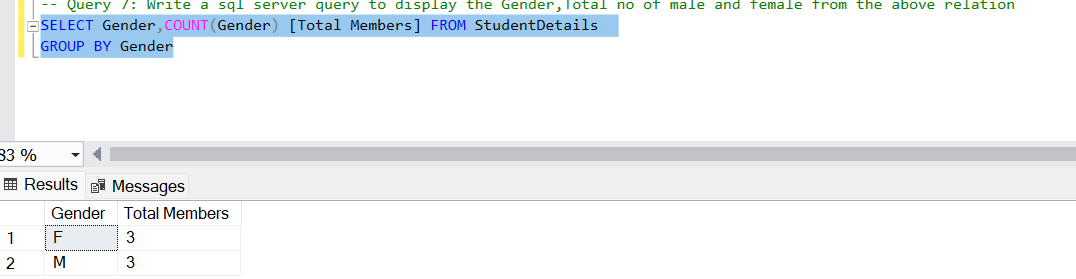 -- Query 7: Write a sql server query to display the Gender,Total no of male and female from the above relation
SELECT Gender,COUNT(Gender) [Total Members] FROM StudentDetails
GROUP BY Gender
83 %
Results Messages
Gender Total Members
1 F 3
2 M 3